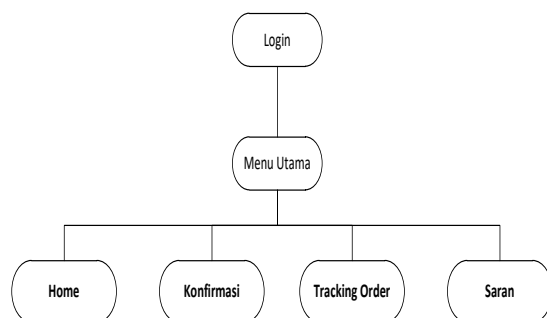 Login
Menu Utama
Home
Konfirmasi
Tracking Order
Saran